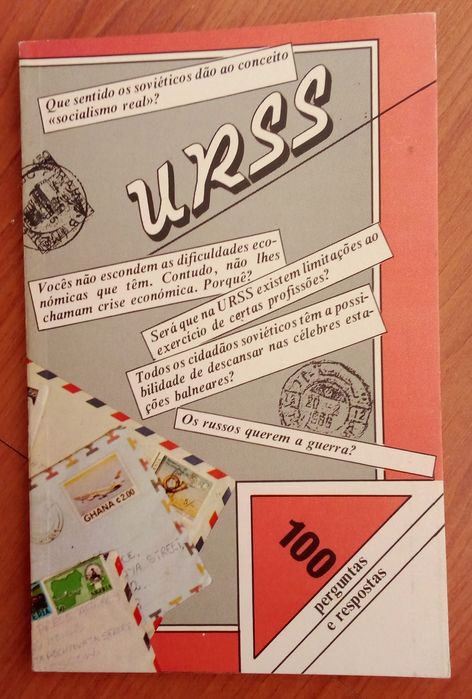 Que sentido os soviéticos dão ao conceito
«socialismo real»?
URSS
Vocês não escondem as dificuldades eco-
nómicas que têm. Contudo, não lhes
chamam crise económica. Porquê?
Será que na URSS existem limitações ao
exercício de certas profissões?
Todos os cidadãos soviéticos têm a possi-
bilidade de descansar nas célebres esta-
ções balneares?
Os russos querem a guerra?
GHANA ¢2.00
100
perguntas
e respostas